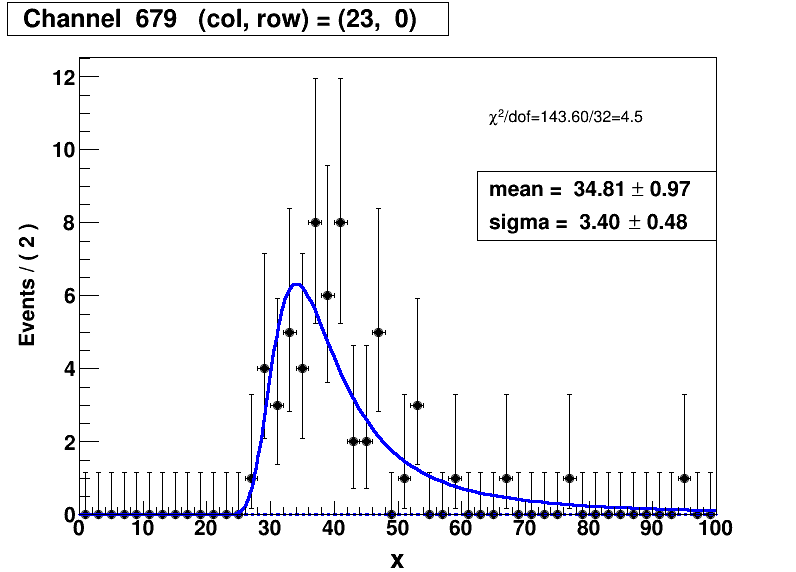 Channel 679 (col, row) = (23, 0)
χ²/dof=143.60/32=4.5
mean = 34.81 ± 0.97
sigma = 3.40 ± 0.48
Events / ( 2 )
12
10
8
6
4
2
0
0 10 20 30 40 50 60 70 80 90 100
x